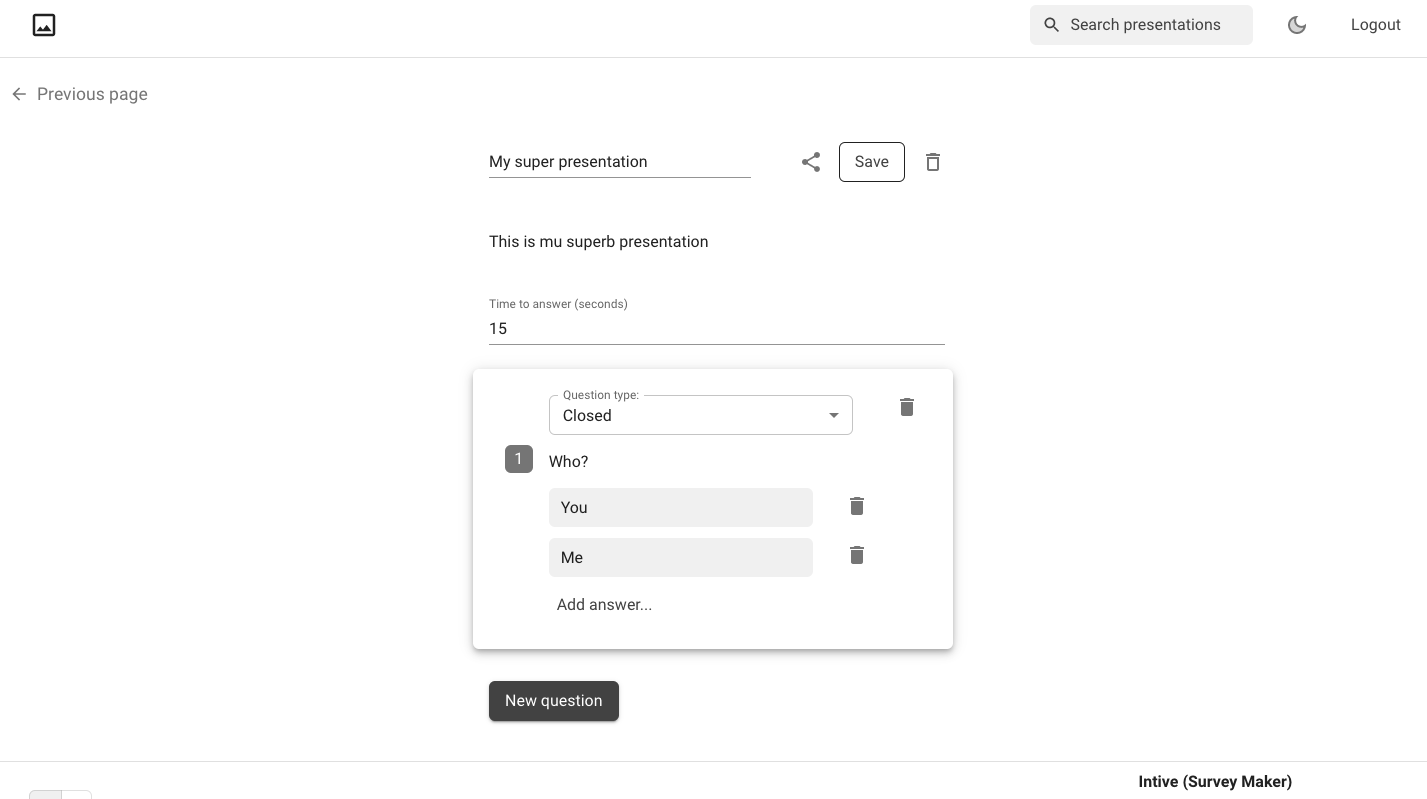 Search presentations
Logout
Previous page
My super presentation
Save
This is mu superb presentation
Time to answer (seconds)
15
Question type:
Closed
1
Who?
You
Me
Add answer...
New question
Intive (Survey Maker)